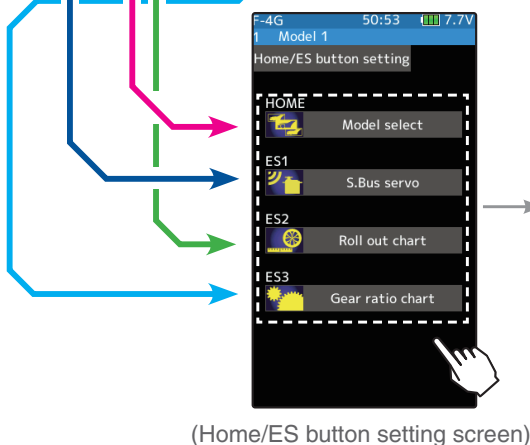 F-4G 50:53 7.7V
1 Model 1
Home/ES button setting
HOME
Model select
ES1
S.Bus servo
ES2
Roll out chart
ES3
Gear ratio chart
(Home/ES button setting screen)